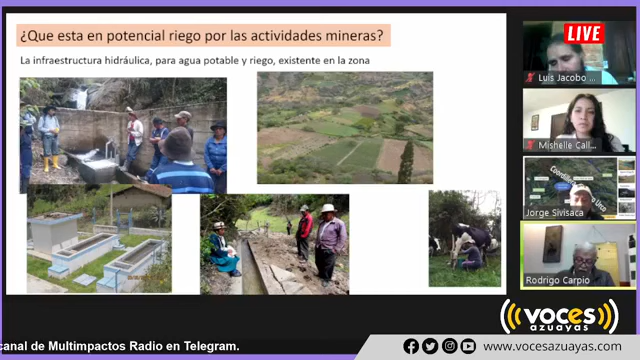 ¿Que esta en potencial riego por las actividades mineras?
La infraestructura hidráulica, para agua potable y riego, existente en la zona
LIVE
Luis Jacobo ...
Mishelle Call...
Jorge Sivisaca
Rodrigo Carpio
voces
azuayas
canal de Multimpactos Radio en Telegram.
www.vocesazuayas.com